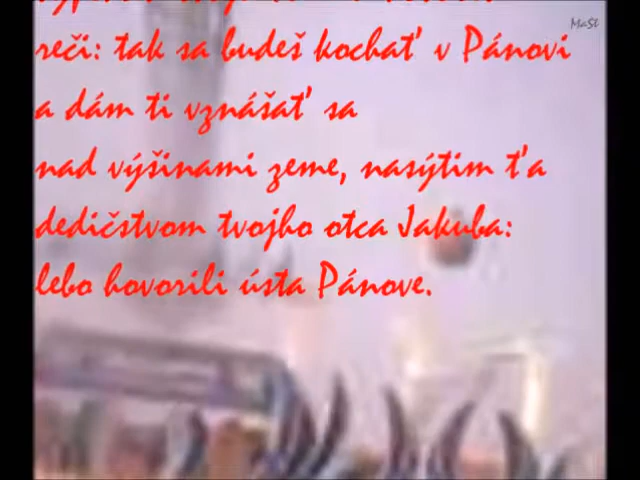 MaSt
reči: tak sa budeš kochať v Pánovi
a dám ti vznášať sa
nad výšinami zeme, nasýtim ťa
dedičstvom tvojho otca Jakuba:
lebo hovorili ústa Pánove.